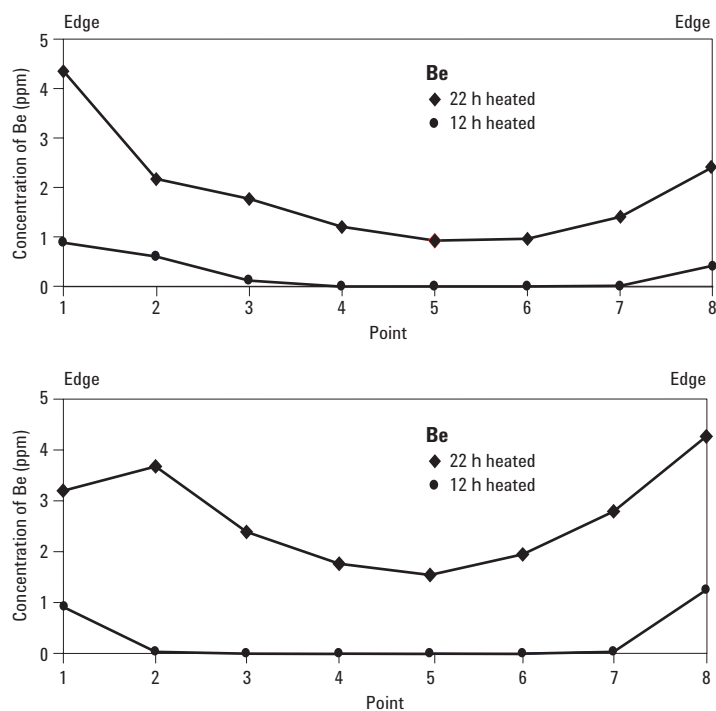 Edge Edge
5
4
3
2
1
0
Concentration of Be (ppm)
Be
22 h heated
12 h heated
1 2 3 4 5 6 7 8
Point
Edge Edge
5
4
3
2
1
0
Concentration of Be (ppm)
Be
22 h heated
12 h heated
1 2 3 4 5 6 7 8
Point